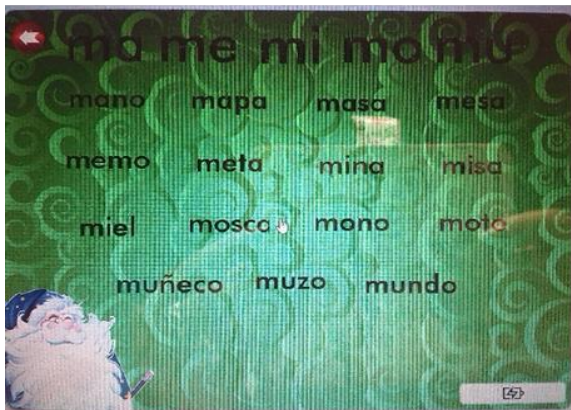 ma me mi mo mu
mano mapa masa mesa
memo meta mina misa
miel mosca mono moto
muñeco muzo mundo